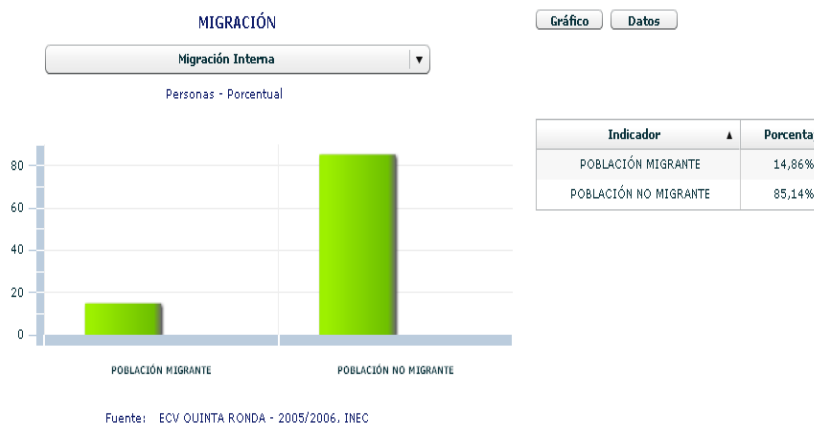 MIGRACIÓN
Migración Interna
Personas - Porcentual
80
60
40
20
0
POBLACIÓN MIGRANTE
POBLACIÓN NO MIGRANTE
Fuente: ECV QUINTA RONDA - 2005/2006, INEC
Gráfico Datos
Indicador Porcenta
POBLACIÓN MIGRANTE 14,86%
POBLACIÓN NO MIGRANTE 85,14%